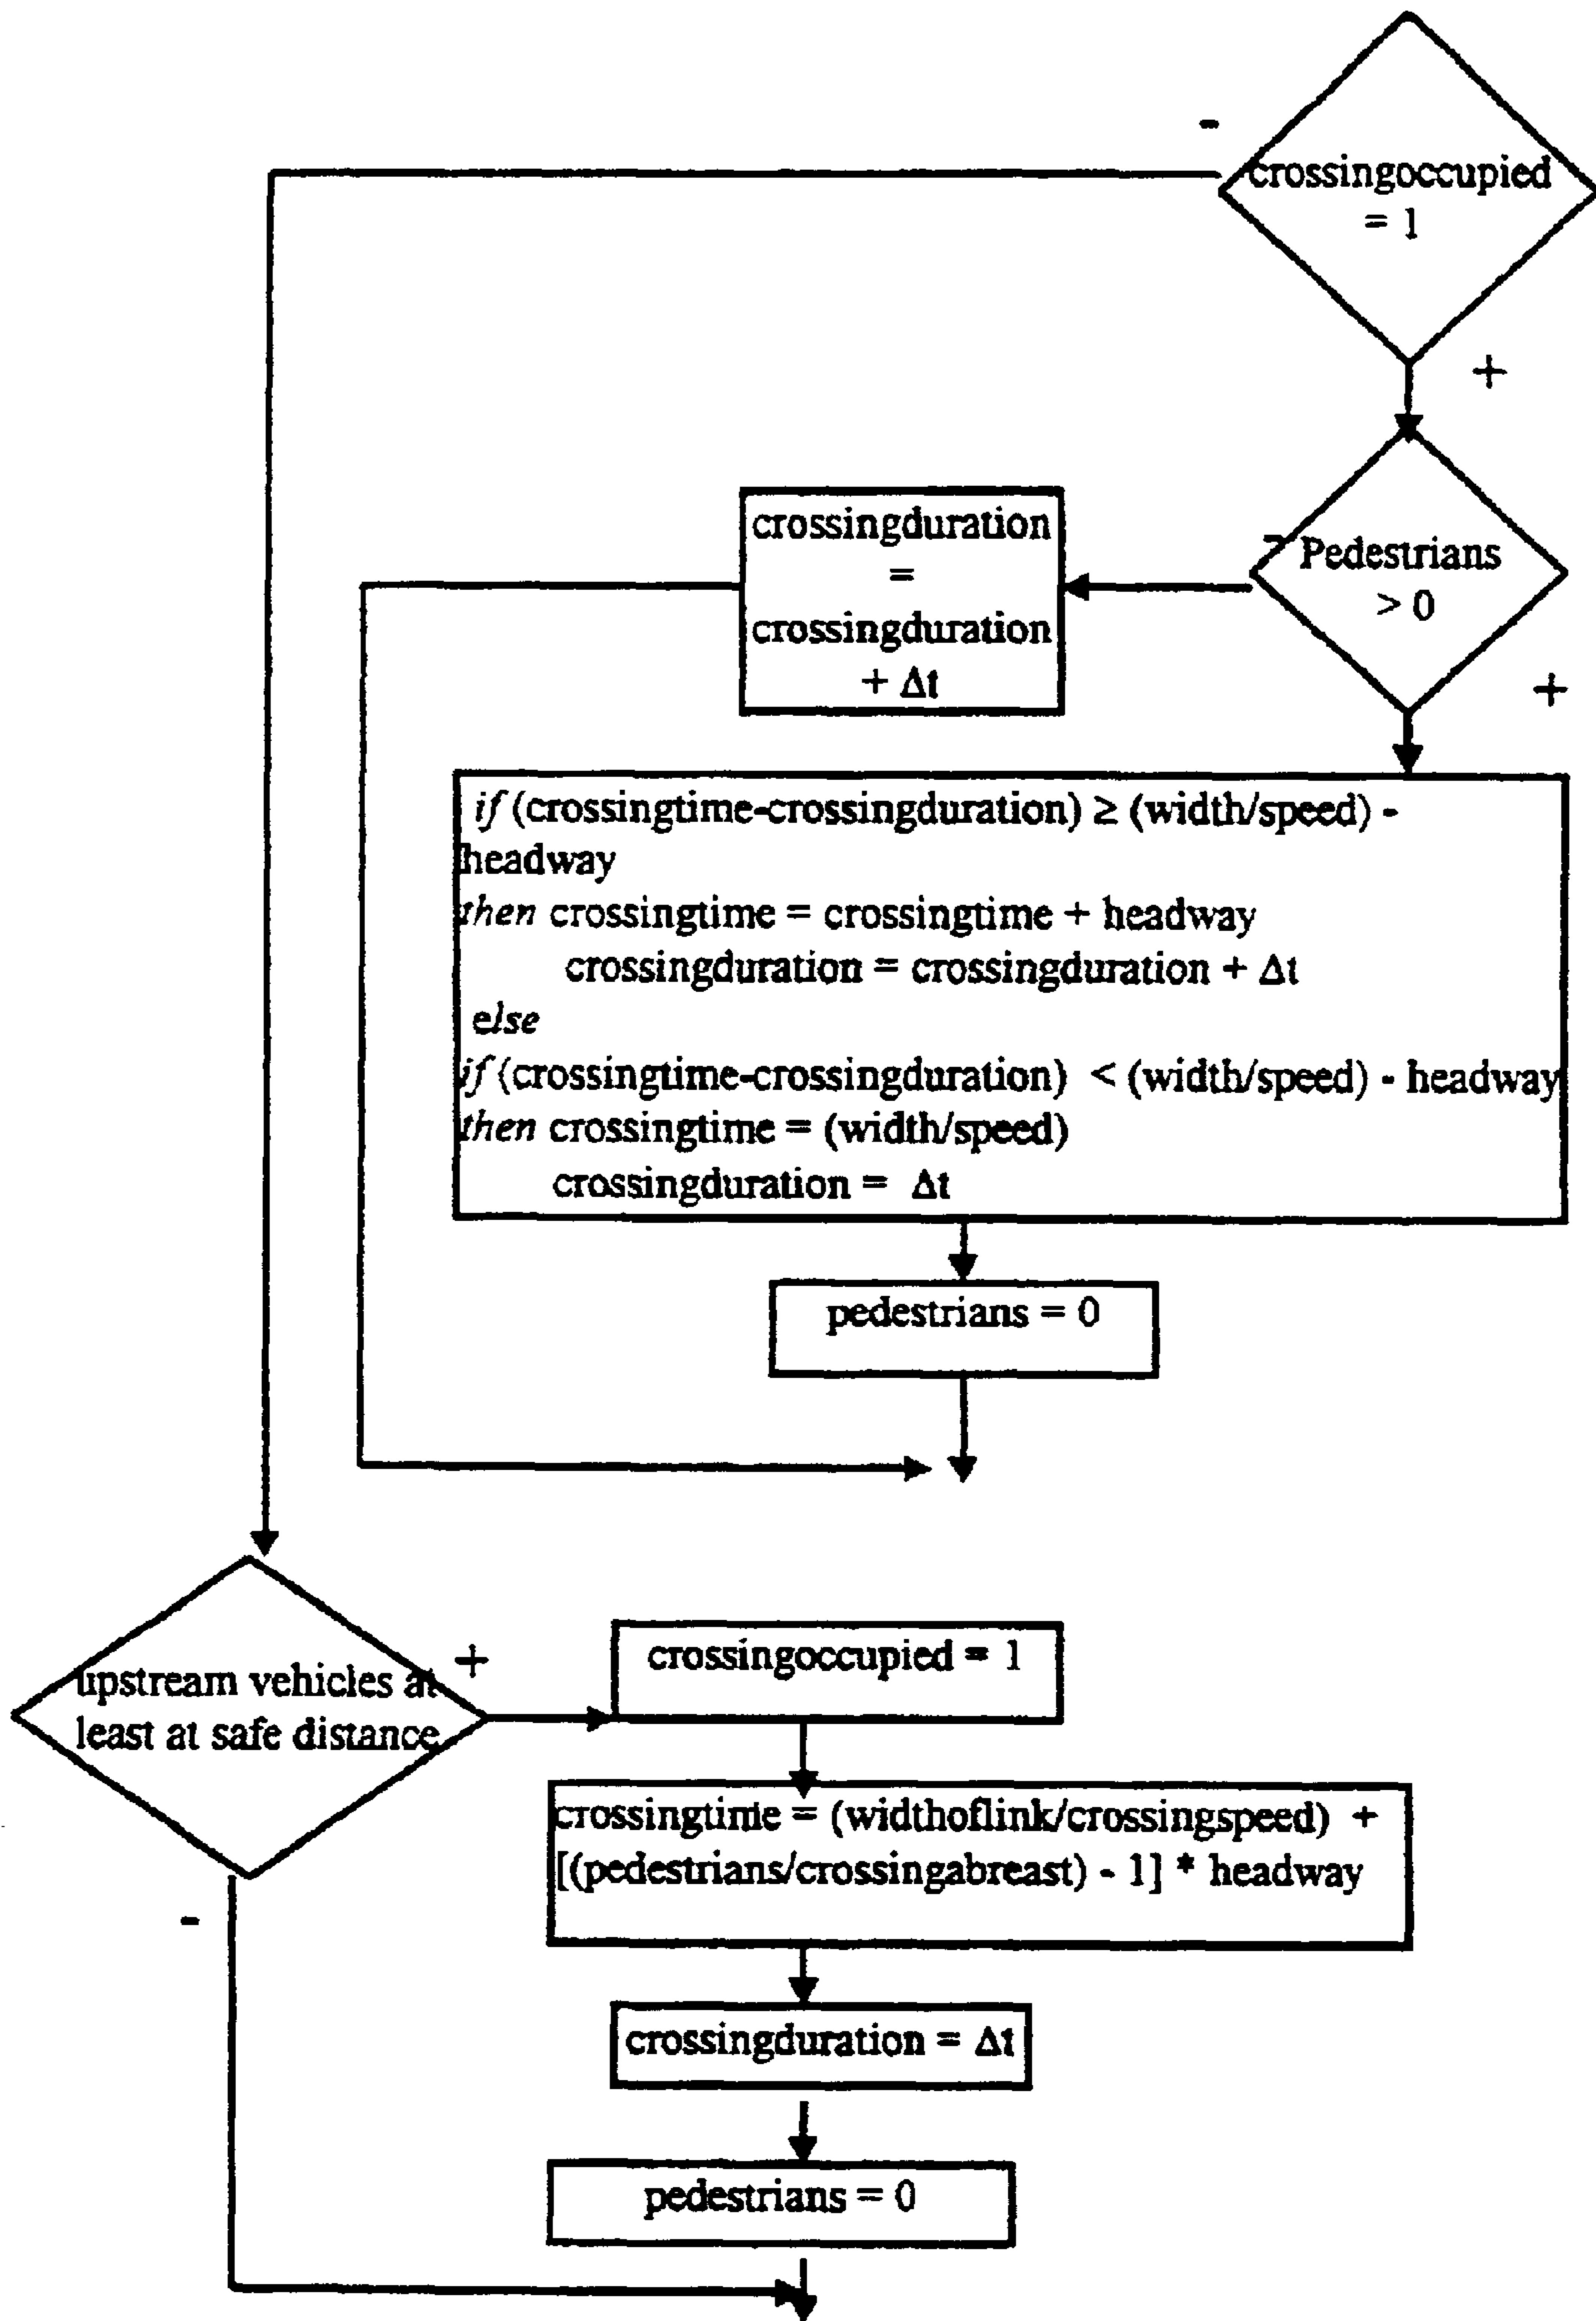 -
crossingoccupied
= 1
+
crossingduration
=
crossingduration
+ Δt
- Pedestrians
> 0
+
if (crossingtime-crossingduration) ≥ (width/speed) -
headway
then crossingtime = crossingtime + headway
crossingduration = crossingduration + Δt
else
if (crossingtime-crossingduration) < (width/speed) - headway
then crossingtime = (width/speed)
crossingduration = Δt
pedestrians = 0
upstream vehicles at
least at safe distance
+
-
crossingoccupied = 1
crossingtime = (widthoflink/crossingspeed) +
[(pedestrians/crossingabreast) - 1] * headway
crossingduration = Δt
pedestrians = 0